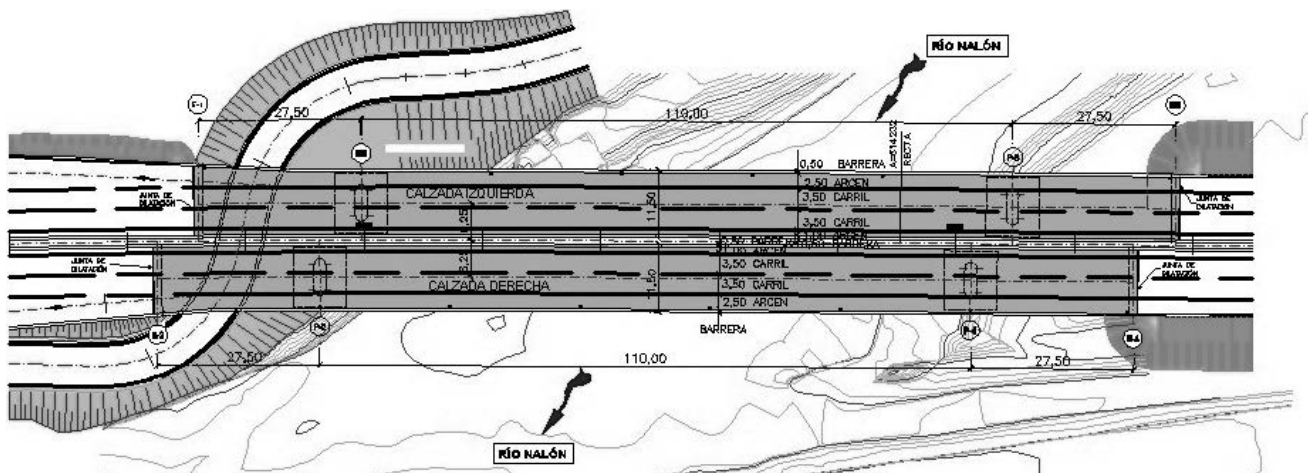 RÍO NALÓN
E-1
27,50
110,00
27,50
A=514232
RECTA
P-5
0,50 BARRERA
2,50 ARCEN
CALZADA IZQUIERDA
3,50 CARRIL
JUNTA DE
DILATACIÓN
JUNTA DE
DILATACIÓN
11,50
3,50 CARRIL
JUNTA DE
DILATACIÓN
3,50 CARRIL
JUNTA DE
DILATACIÓN
CALZADA DERECHA
3,50 CARRIL
11,50
2,50 ARCEN
BARRERA
27,50
110,00
27,50
RÍO NALÓN